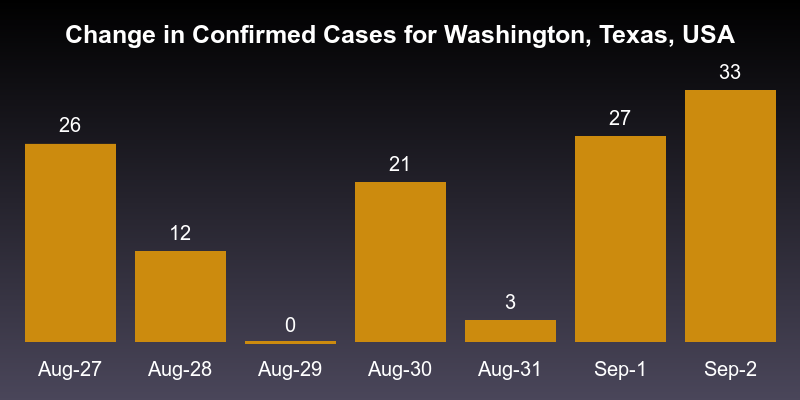 Change in Confirmed Cases for Washington, Texas, USA
26
12
0
21
3
27
33
Aug-27
Aug-28
Aug-29
Aug-30
Aug-31
Sep-1
Sep-2